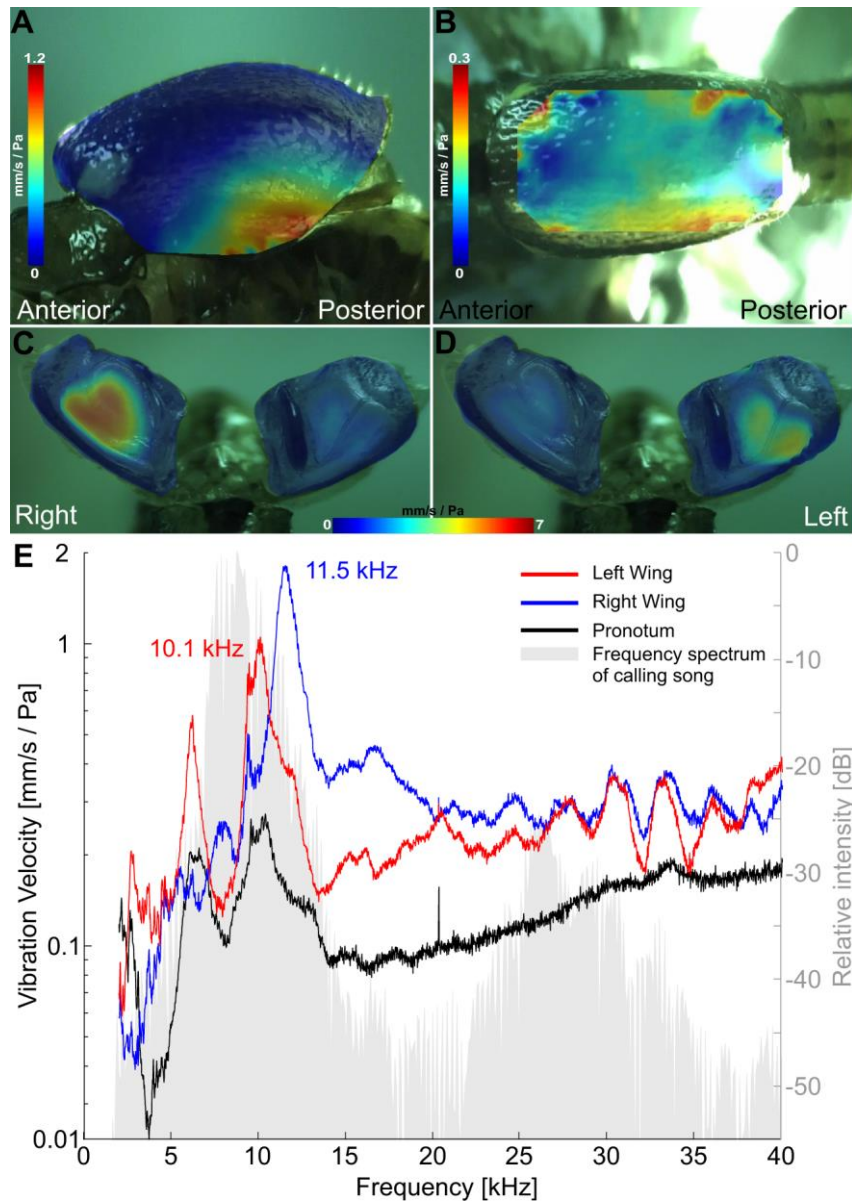 A
1.2
mm/s / Pa
0
Anterior
Posterior
B
0.3
mm/s / Pa
0
Anterior
Posterior
C
Right
D
Left
mm/s / Pa
0
7
E
2
1
0.1
0.01
Vibration Velocity [mm/s / Pa]
10.1 kHz
11.5 kHz
Left Wing
Right Wing
Pronotum
Frequency spectrum
of calling song
0
-10
-20
-30
-40
-50
Relative intensity [dB]
0 5 10 15 20 25 30 35 40
Frequency [kHz]